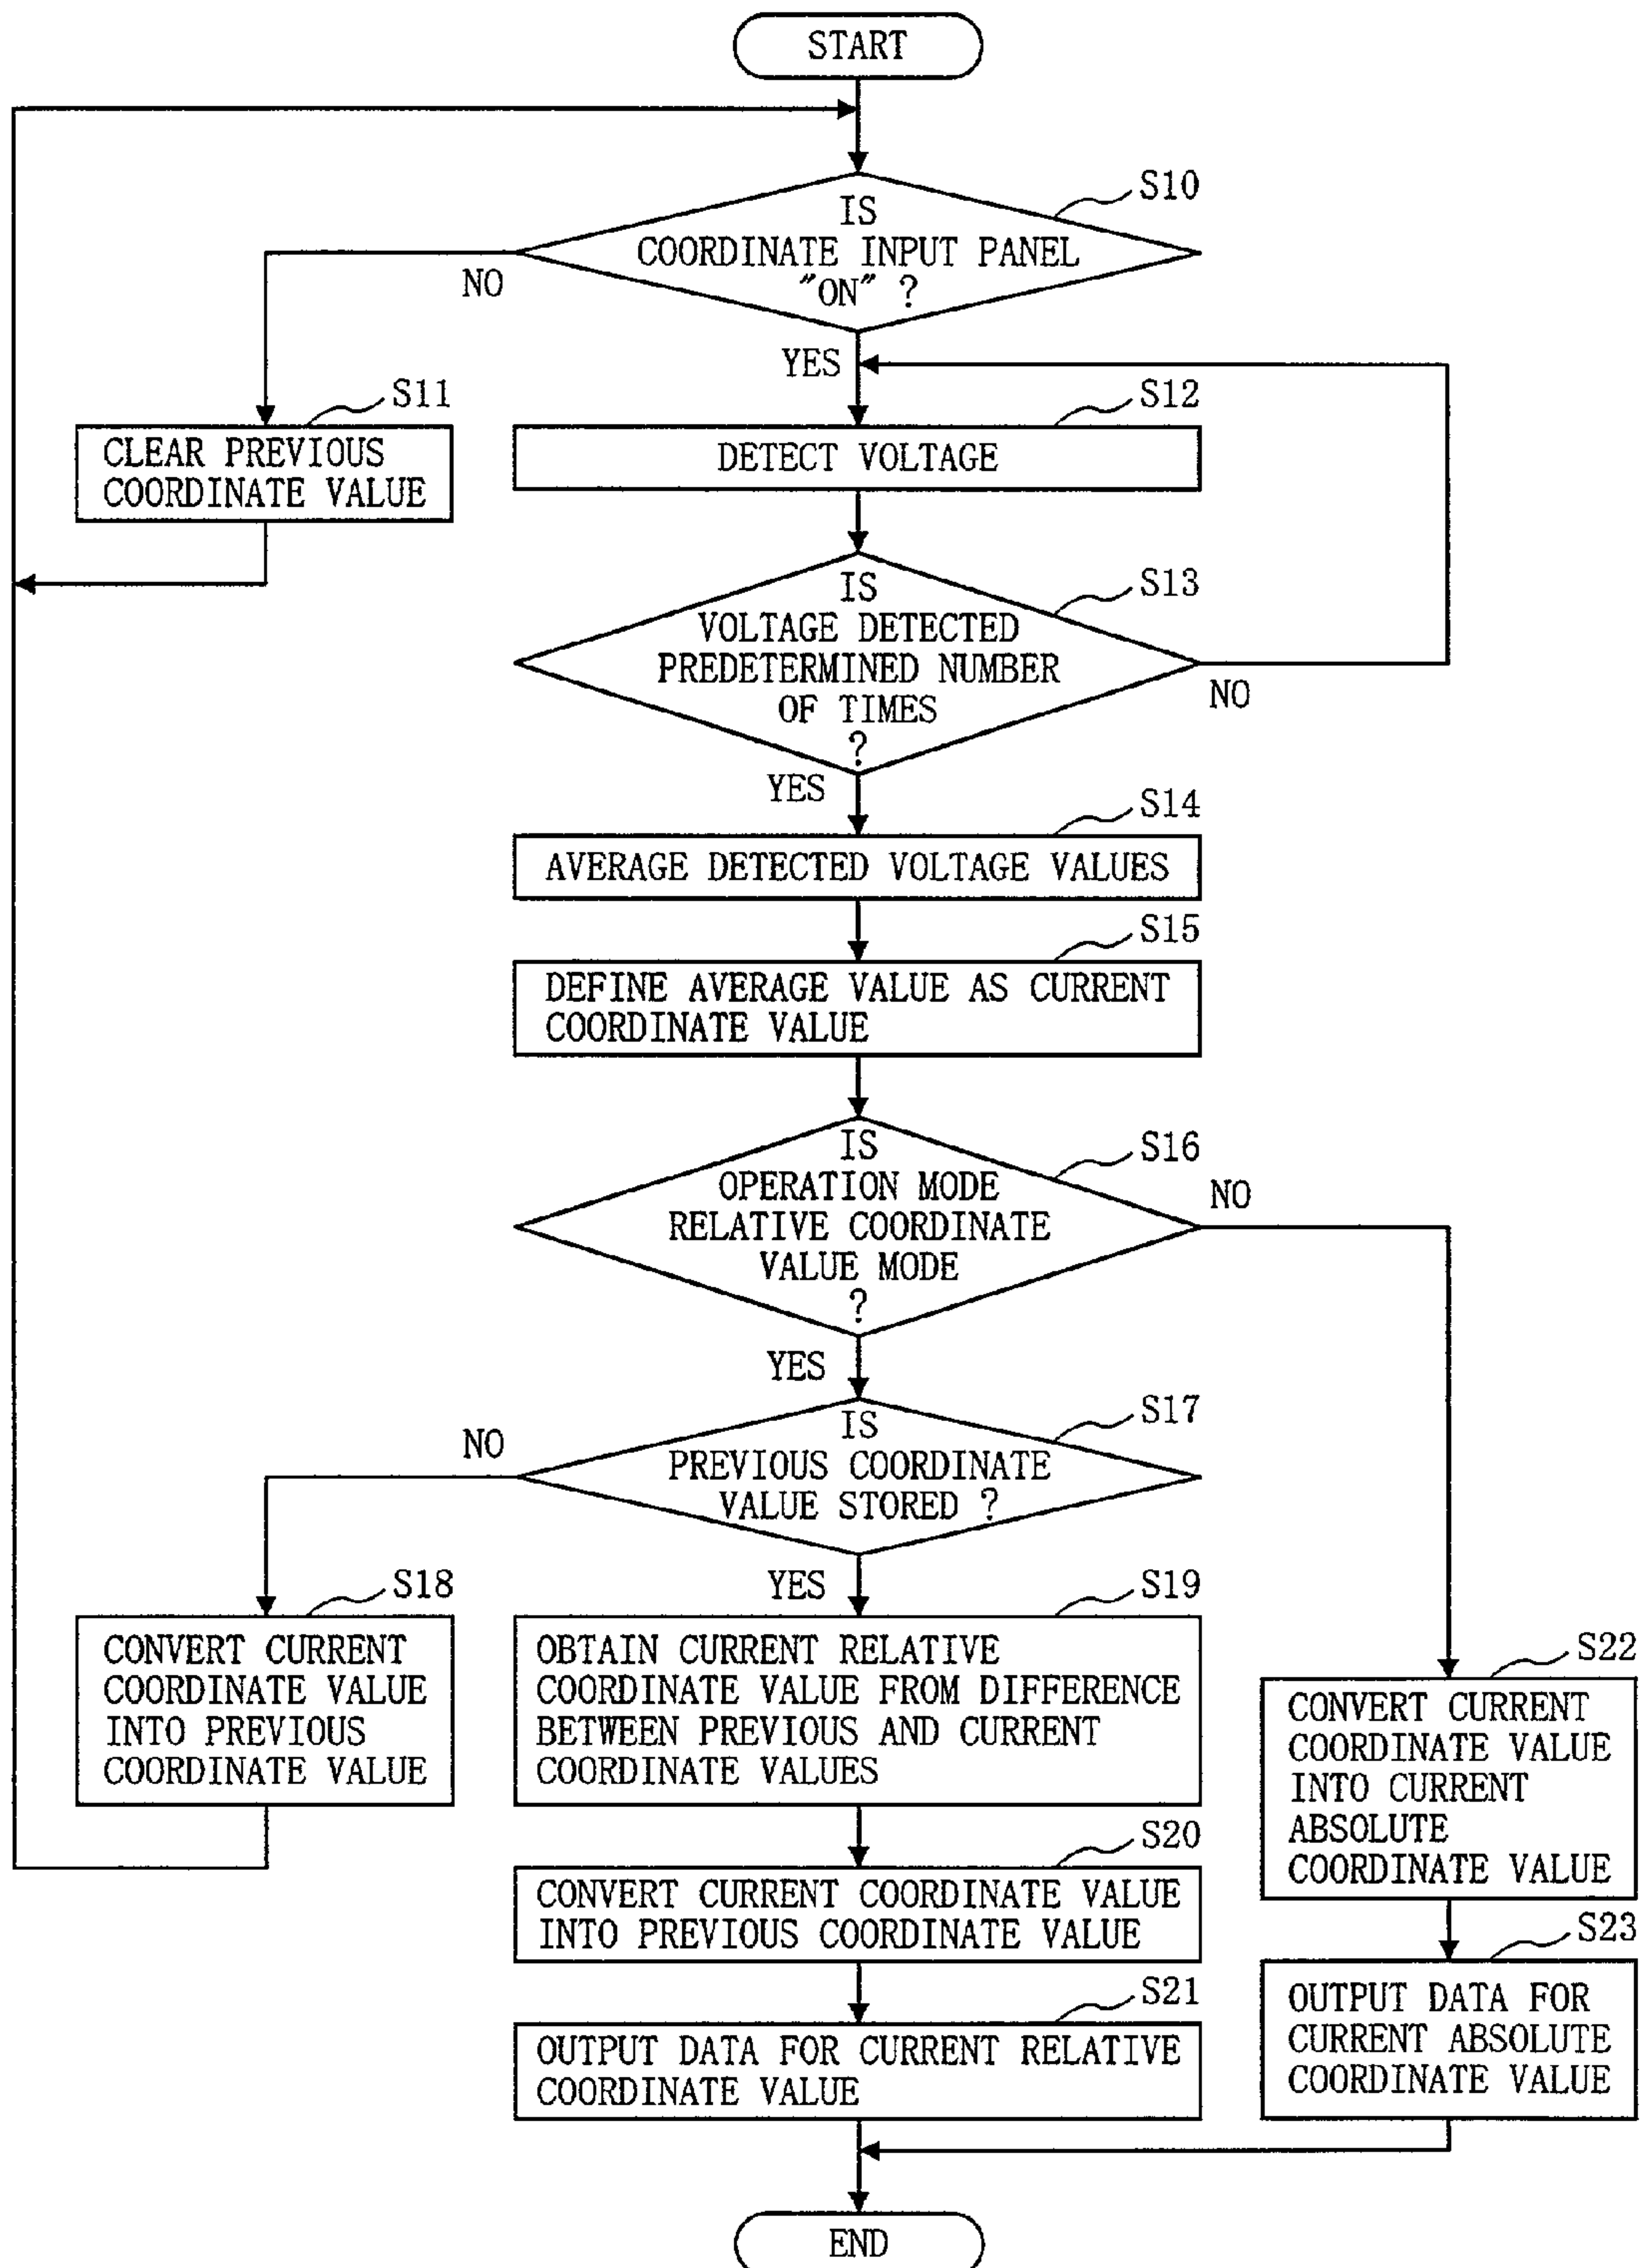 START
S10
IS
COORDINATE INPUT PANEL
"ON" ?
NO
YES
S11
CLEAR PREVIOUS
COORDINATE VALUE
S12
DETECT VOLTAGE
S13
IS
VOLTAGE DETECTED
PREDETERMINED NUMBER
OF TIMES
?
NO
YES
S14
AVERAGE DETECTED VOLTAGE VALUES
S15
DEFINE AVERAGE VALUE AS CURRENT
COORDINATE VALUE
S16
IS
OPERATION MODE
RELATIVE COORDINATE
VALUE MODE
?
NO
YES
S17
IS
PREVIOUS COORDINATE
VALUE STORED ?
NO
YES
S18
CONVERT CURRENT
COORDINATE VALUE
INTO PREVIOUS
COORDINATE VALUE
S19
OBTAIN CURRENT RELATIVE
COORDINATE VALUE FROM DIFFERENCE
BETWEEN PREVIOUS AND CURRENT
COORDINATE VALUES
S20
CONVERT CURRENT COORDINATE VALUE
INTO PREVIOUS COORDINATE VALUE
S21
OUTPUT DATA FOR CURRENT RELATIVE
COORDINATE VALUE
S22
CONVERT CURRENT
COORDINATE VALUE
INTO CURRENT
ABSOLUTE
COORDINATE VALUE
S23
OUTPUT DATA FOR
CURRENT ABSOLUTE
COORDINATE VALUE
END